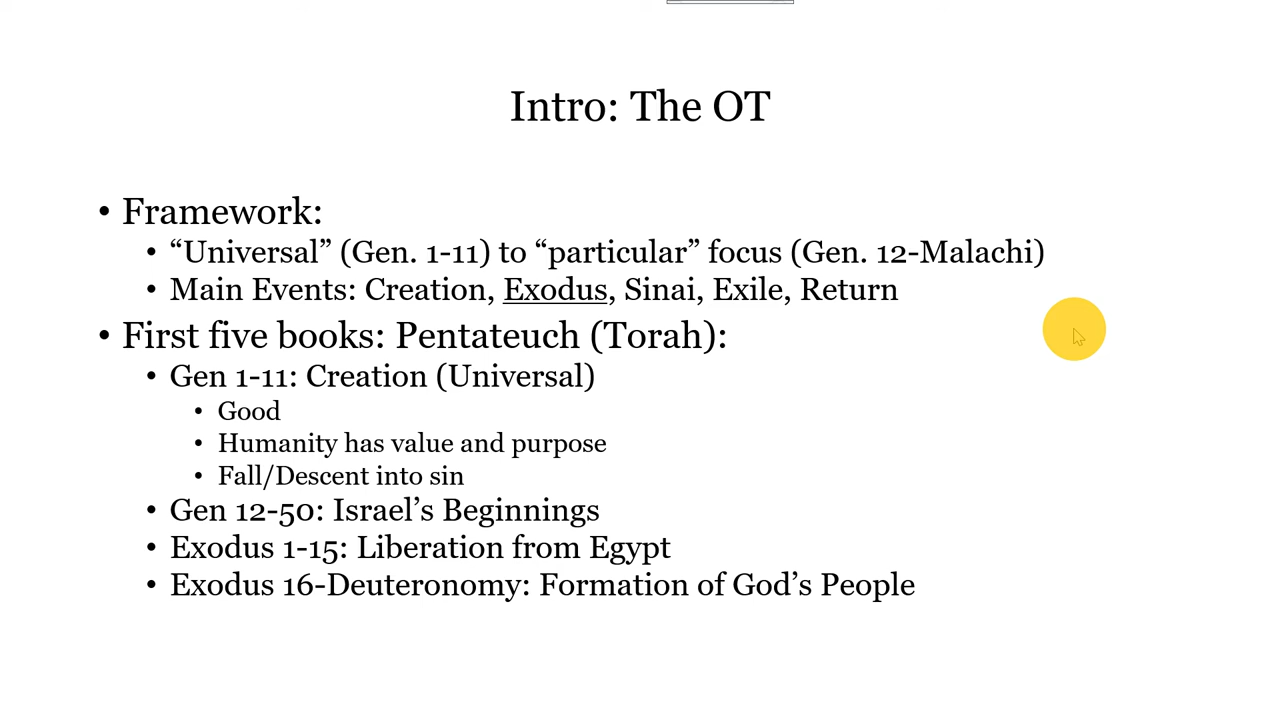 Intro: The OT
• Framework:
• “Universal” (Gen. 1-11) to “particular” focus (Gen. 12-Malachi)
• Main Events: Creation, Exodus, Sinai, Exile, Return
• First five books: Pentateuch (Torah):
• Gen 1-11: Creation (Universal)
• Good
• Humanity has value and purpose
• Fall/Descent into sin
• Gen 12-50: Israel’s Beginnings
• Exodus 1-15: Liberation from Egypt
• Exodus 16-Deuteronomy: Formation of God’s People